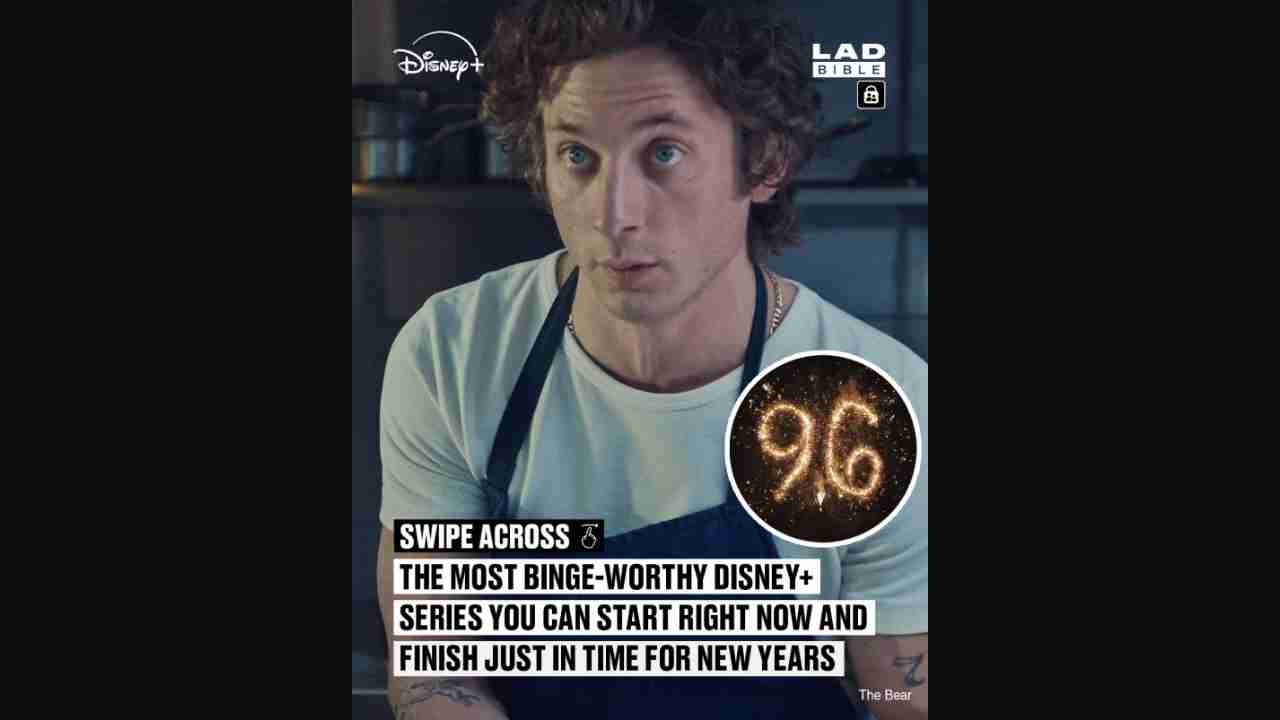 Disney+
LAD
BIBLE
9.6
SWIPE ACROSS
THE MOST BINGE-WORTHY DISNEY+
SERIES YOU CAN START RIGHT NOW AND
FINISH JUST IN TIME FOR NEW YEARS
The Bear